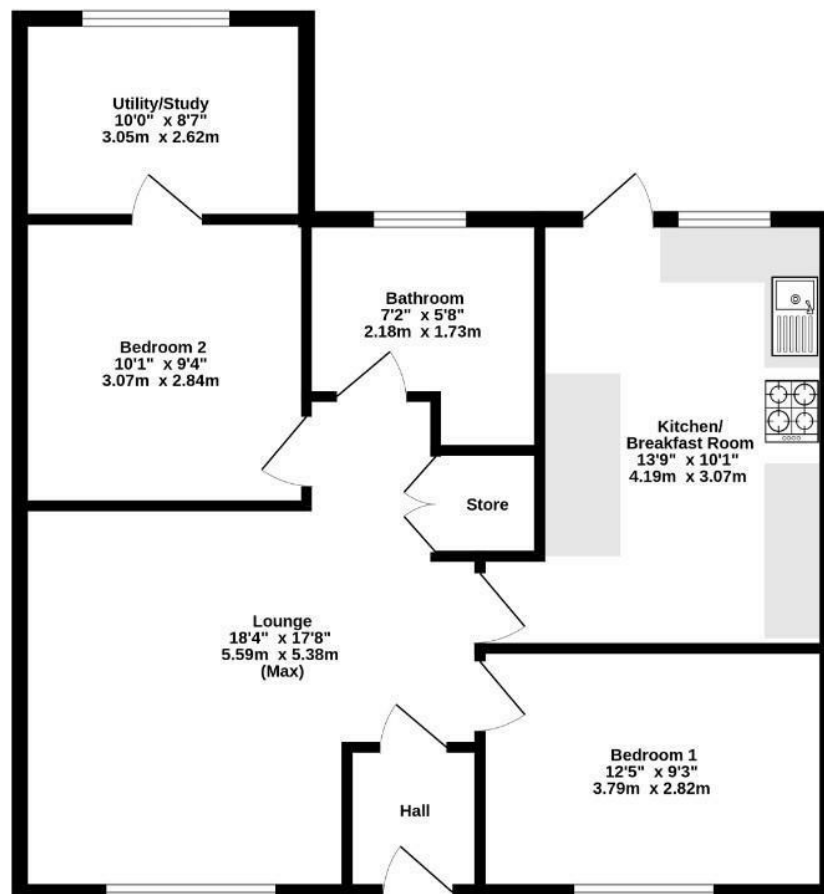 Utility/Study
10'0" x 8'7"
3.05m x 2.62m
Bathroom
7'2" x 5'8"
2.18m x 1.73m
Bedroom 2
10'1" x 9'4"
3.07m x 2.84m
Kitchen/
Breakfast Room
13'9" x 10'1"
4.19m x 3.07m
Store
Lounge
18'4" x 17'8"
5.59m x 5.38m
(Max)
Bedroom 1
12'5" x 9'3"
3.79m x 2.82m
Hall